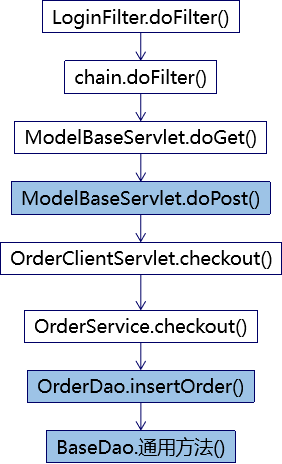 LoginFilter.doFilter()
chain.doFilter()
ModelBaseServlet.doGet()
ModelBaseServlet.doPost()
OrderClientServlet.checkout()
OrderService.checkout()
OrderDao.insertOrder()
BaseDao.通用方法()